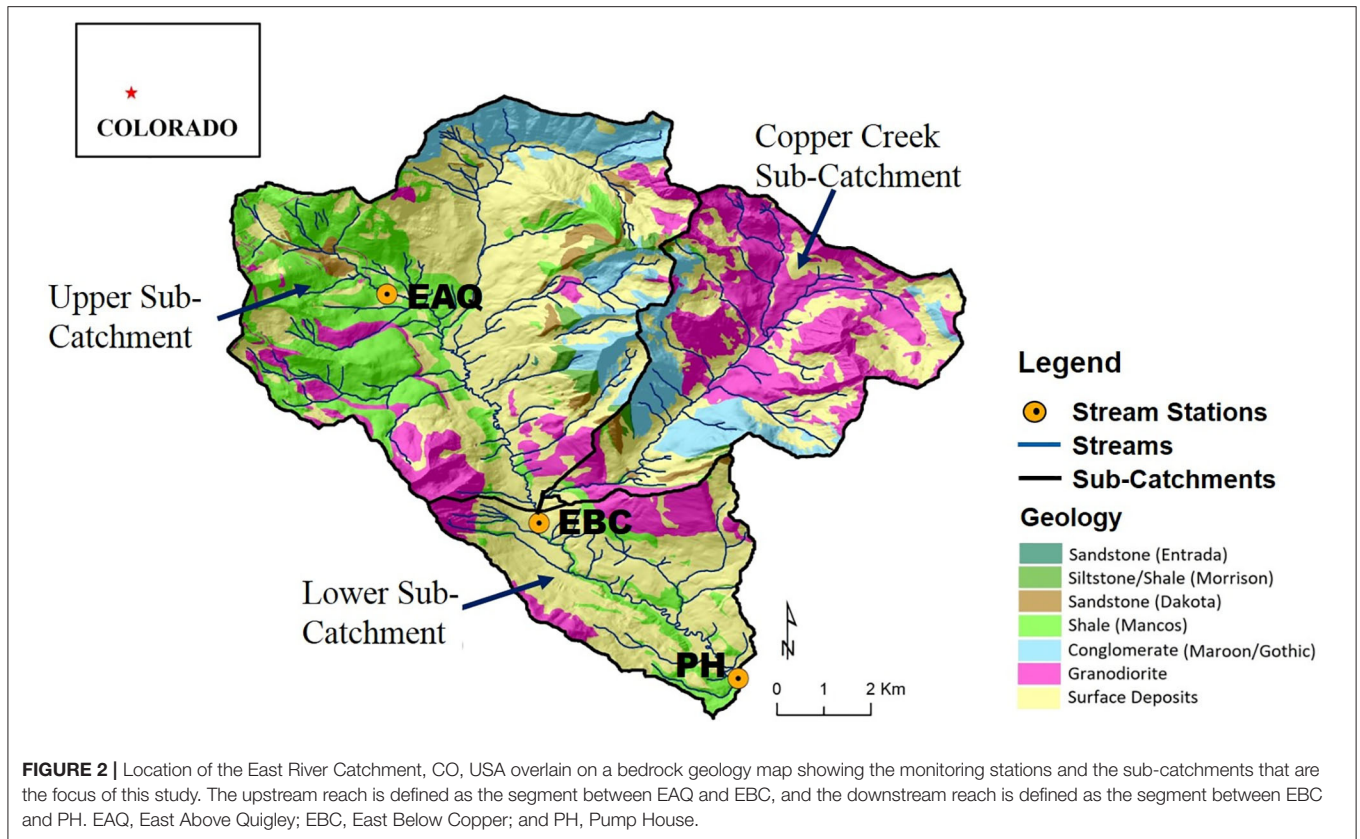 COLORADO
Copper Creek
Sub-Catchment
Upper Sub-
Catchment
EAQ
EBC
Lower Sub-
Catchment
PH
N
0 1 2 Km
Legend
Stream Stations
Streams
Sub-Catchments
Geology
Sandstone (Entrada)
Siltstone/Shale (Morrison)
Sandstone (Dakota)
Shale (Mancos)
Conglomerate (Maroon/Gothic)
Granodiorite
Surface Deposits
FIGURE 2 | Location of the East River Catchment, CO, USA overlain on a bedrock geology map showing the monitoring stations and the sub-catchments that are
the focus of this study. The upstream reach is defined as the segment between EAQ and EBC, and the downstream reach is defined as the segment between EBC
and PH. EAQ, East Above Quigley; EBC, East Below Copper; and PH, Pump House.